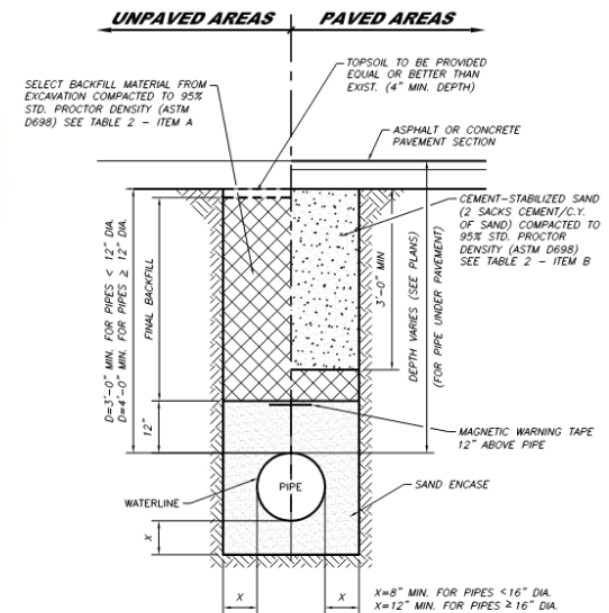 UNPAVED AREAS
PAVED AREAS
SELECT BACKFILL MATERIAL FROM
EXCAVATION COMPACTED TO 95%
STD. PROCTOR DENSITY (ASTM
D698) SEE TABLE 2 – ITEM A
TOPSOIL TO BE PROVIDED
EQUAL OR BETTER THAN
EXIST. (4" MIN. DEPTH)
ASPHALT OR CONCRETE
PAVEMENT SECTION
CEMENT-STABILIZED SAND
(2 SACKS CEMENT/C.Y.
OF SAND) COMPACTED TO
95% STD. PROCTOR
DENSITY (ASTM D698)
SEE TABLE 2 – ITEM B
D=3'-0" MIN. FOR PIPES < 12" DIA.
D=4'-0" MIN. FOR PIPES ≥ 12" DIA.
FINAL BACKFILL
3'-0" MIN
DEPTH VARIES (SEE PLANS)
(FOR PIPE UNDER PAVEMENT)
12"
MAGNETIC WARNING TAPE
12" ABOVE PIPE
PIPE
SAND ENCASE
WATERLINE
X
X
X
X=8" MIN. FOR PIPES <16" DIA.
X=12" MIN. FOR PIPES ≥ 16" DIA.